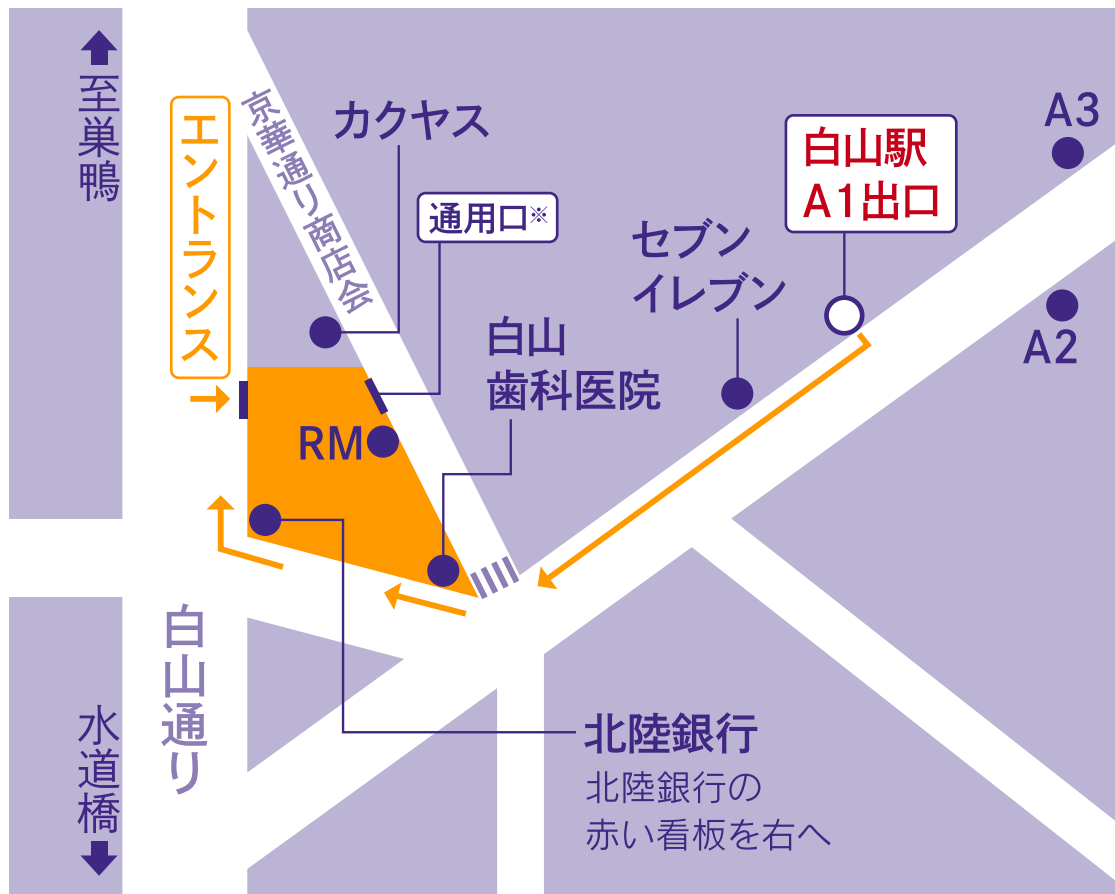 至巣鴨
エントランス
京華通り商店会
カクヤス
通用口※
白山駅
A1出口
A3
セブン
イレブン
A2
白山
歯科医院
RM
白山通り
水道橋
北陸銀行
北陸銀行の
赤い看板を右へ